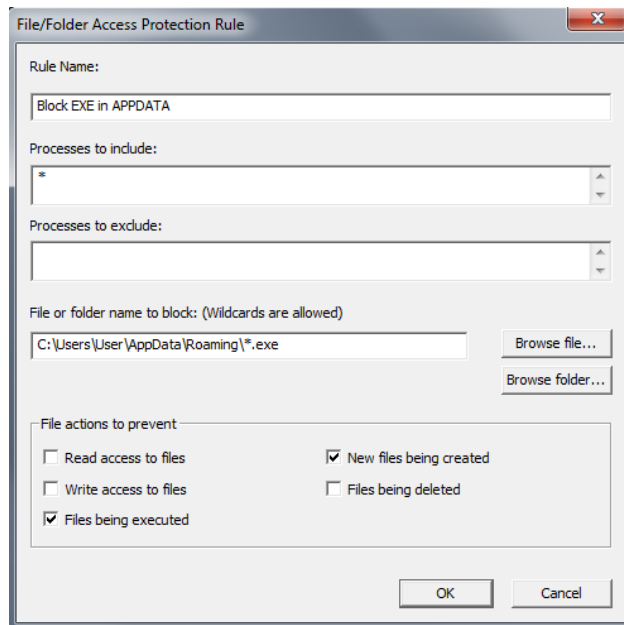 File/Folder Access Protection Rule
Rule Name:
Block EXE in APPDATA
Processes to include:
*
Processes to exclude:
File or folder name to block: (Wildcards are allowed)
C:\Users\User\AppData\Roaming\*.exe
Browse file...
Browse folder...
File actions to prevent
Read access to files
New files being created
Write access to files
Files being deleted
Files being executed
OK
Cancel